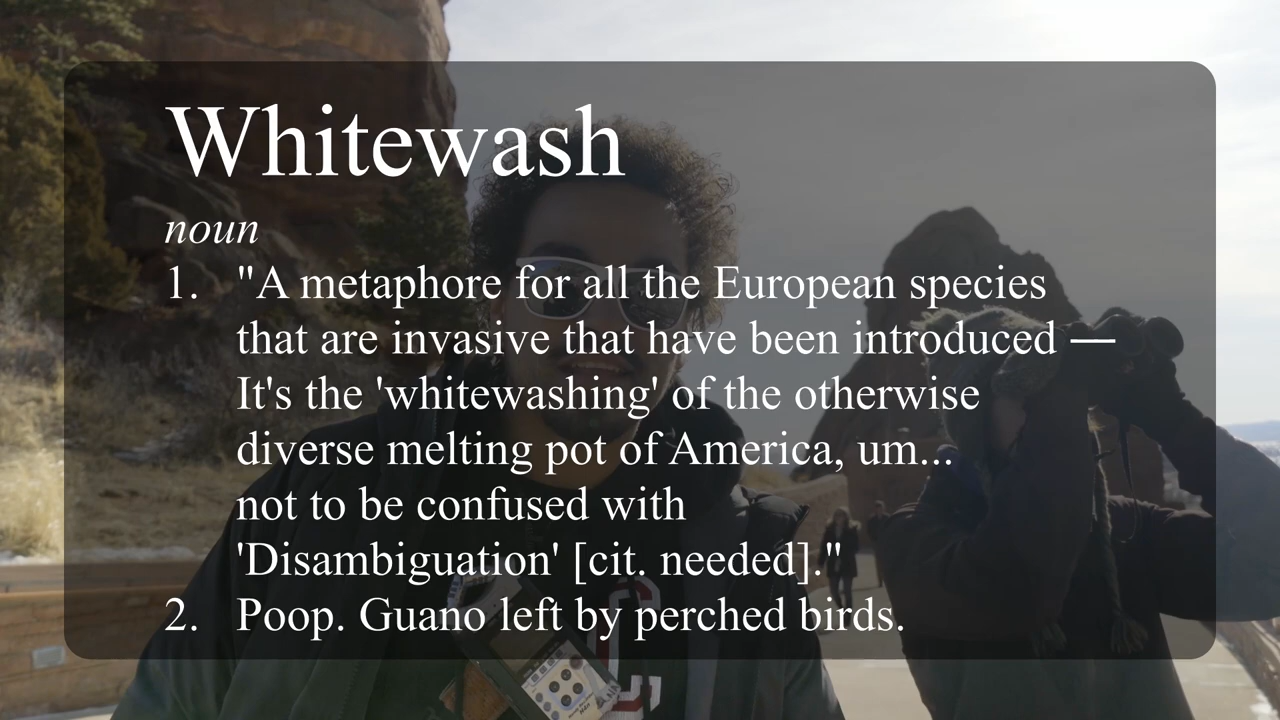 Whitewash
noun
1. "A metaphore for all the European species
that are invasive that have been introduced —
It's the 'whitewashing' of the otherwise
diverse melting pot of America, um...
not to be confused with
'Disambiguation' [cit. needed]."
2. Poop. Guano left by perched birds.